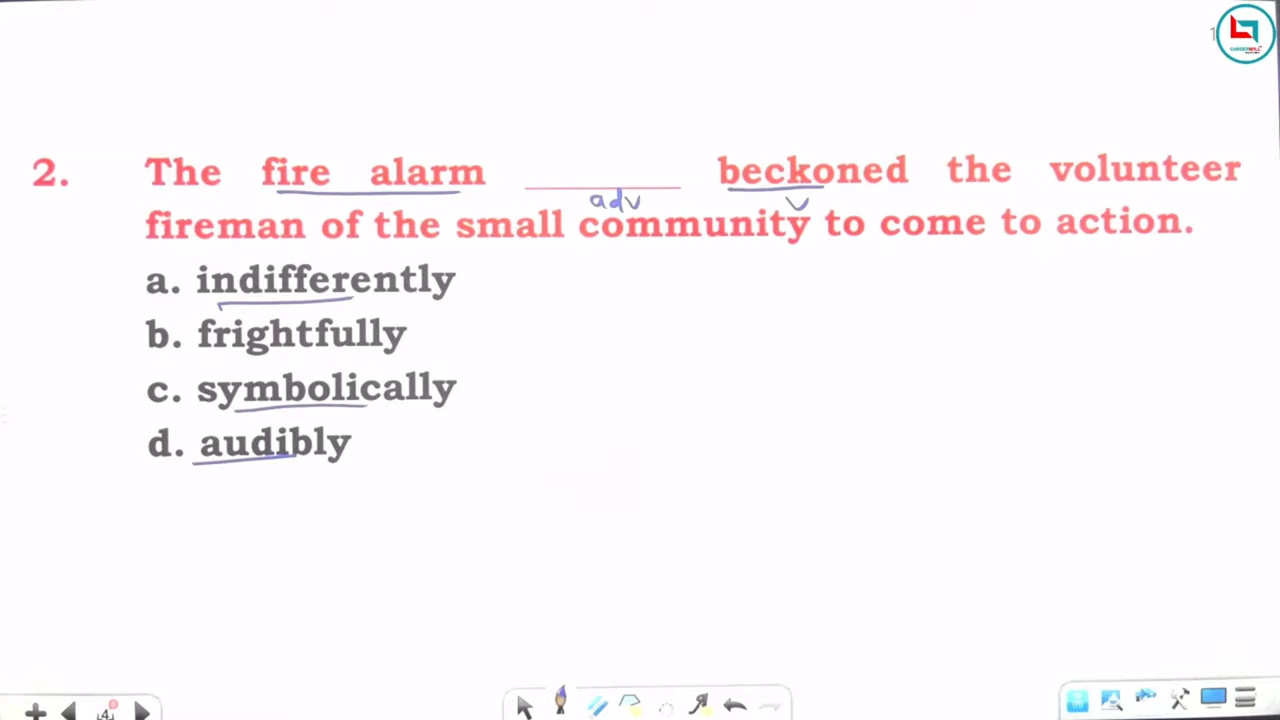 2. The fire alarm ________ beckoned the volunteer
adv v
fireman of the small community to come to action.
a. indifferently
b. frightfully
c. symbolically
d. audibly